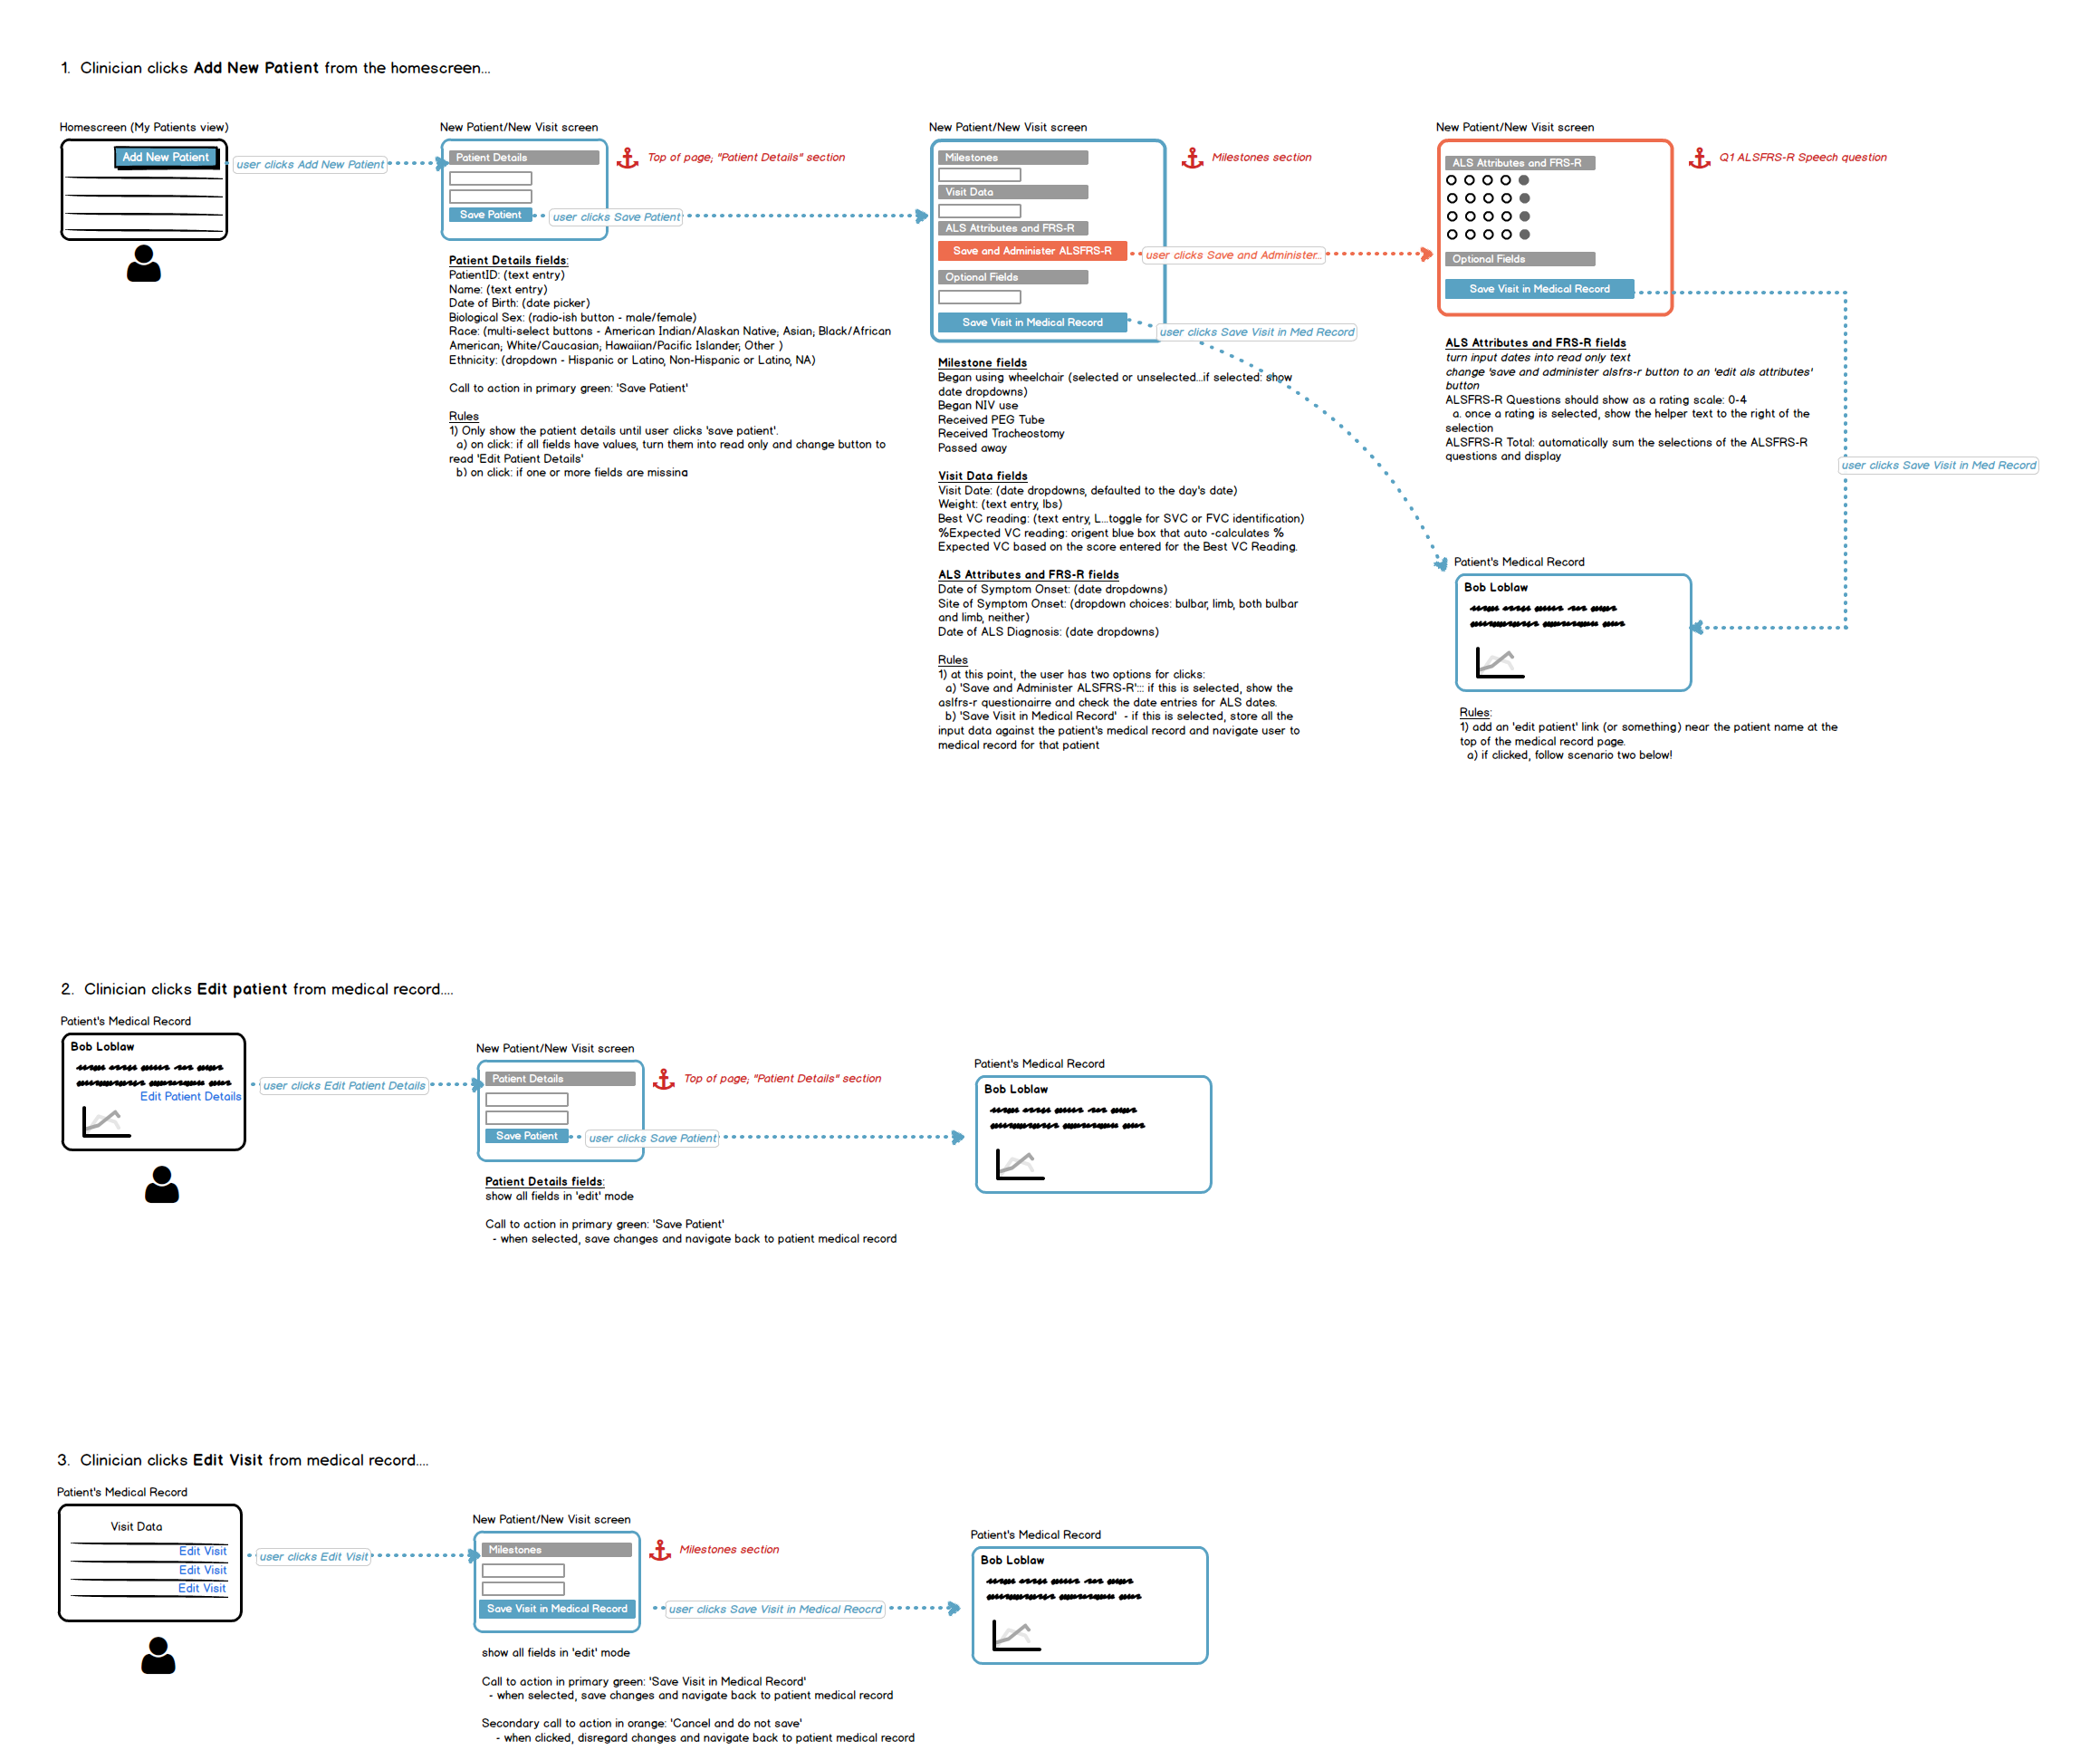 1. Clinician clicks Add New Patient from the homescreen...
Homescreen (My Patients view)
Add New Patient
user clicks Add New Patient
New Patient/New Visit screen
Patient Details
Save Patient
Top of page; "Patient Details" section
user clicks Save Patient
Patient Details fields:
PatientID: (text entry)
Name: (text entry)
Date of Birth: (date picker)
Biological Sex: (radio-ish button - male/female)
Race: (multi-select buttons - American Indian/Alaskan Native; Asian; Black/African
American; White/Caucasian; Hawaiian/Pacific Islander; Other )
Ethnicity: (dropdown - Hispanic or Latino, Non-Hispanic or Latino, NA)
Call to action in primary green: 'Save Patient'
Rules
1) Only show the patient details until user clicks 'save patient'.
a) on click: if all fields have values, turn them into read only and change button to
read 'Edit Patient Details'
b) on click: if one or more fields are missing
New Patient/New Visit screen
Milestones
Visit Data
ALS Attributes and FRS-R
Save and Administer ALSFRS-R
Optional Fields
Save Visit in Medical Record
Milestones section
user clicks Save and Administer...
user clicks Save Visit in Med Record
Milestone fields
Began using wheelchair (selected or unselected...if selected: show
date dropdowns)
Began NIV use
Received PEG Tube
Received Tracheostomy
Passed away
Visit Data fields
Visit Date: (date dropdowns, defaulted to the day's date)
Weight: (text entry, lbs)
Best VC reading: (text entry, L...toggle for SVC or FVC identification)
%Expected VC reading: origent blue box that auto -calculates %
Expected VC based on the score entered for the Best VC Reading.
ALS Attributes and FRS-R fields
Date of Symptom Onset: (date dropdowns)
Site of Symptom Onset: (dropdown choices: bulbar, limb, both bulbar
and limb, neither)
Date of ALS Diagnosis: (date dropdowns)
Rules
1) at this point, the user has two options for clicks:
a) 'Save and Administer ALSFRS-R'::: if this is selected, show the
aslfrs-r questionairre and check the date entries for ALS dates.
b) 'Save Visit in Medical Record' - if this is selected, store all the
input data against the patient's medical record and navigate user to
medical record for that patient
New Patient/New Visit screen
ALS Attributes and FRS-R
Optional Fields
Save Visit in Medical Record
Q1 ALSFRS-R Speech question
ALS Attributes and FRS-R fields
turn input dates into read only text
change 'save and administer alsfrs-r button to an 'edit als attributes'
button
ALSFRS-R Questions should show as a rating scale: 0-4
a. once a rating is selected, show the helper text to the right of the
selection
ALSFRS-R Total: automatically sum the selections of the ALSFRS-R
questions and display
user clicks Save Visit in Med Record
Patient's Medical Record
Bob Loblaw
Rules:
1) add an 'edit patient' link (or something) near the patient name at the
top of the medical record page.
a) if clicked, follow scenario two below!
2. Clinician clicks Edit patient from medical record....
Patient's Medical Record
Bob Loblaw
Edit Patient Details
user clicks Edit Patient Details
New Patient/New Visit screen
Patient Details
Save Patient
Top of page; "Patient Details" section
user clicks Save Patient
Patient Details fields:
show all fields in 'edit' mode
Call to action in primary green: 'Save Patient'
- when selected, save changes and navigate back to patient medical record
Patient's Medical Record
Bob Loblaw
3. Clinician clicks Edit Visit from medical record....
Patient's Medical Record
Visit Data
Edit Visit
Edit Visit
Edit Visit
user clicks Edit Visit
New Patient/New Visit screen
Milestones
Save Visit in Medical Record
Milestones section
user clicks Save Visit in Medical Reocrd
show all fields in 'edit' mode
Call to action in primary green: 'Save Visit in Medical Record'
- when selected, save changes and navigate back to patient medical record
Secondary call to action in orange: 'Cancel and do not save'
- when clicked, disregard changes and navigate back to patient medical record
Patient's Medical Record
Bob Loblaw